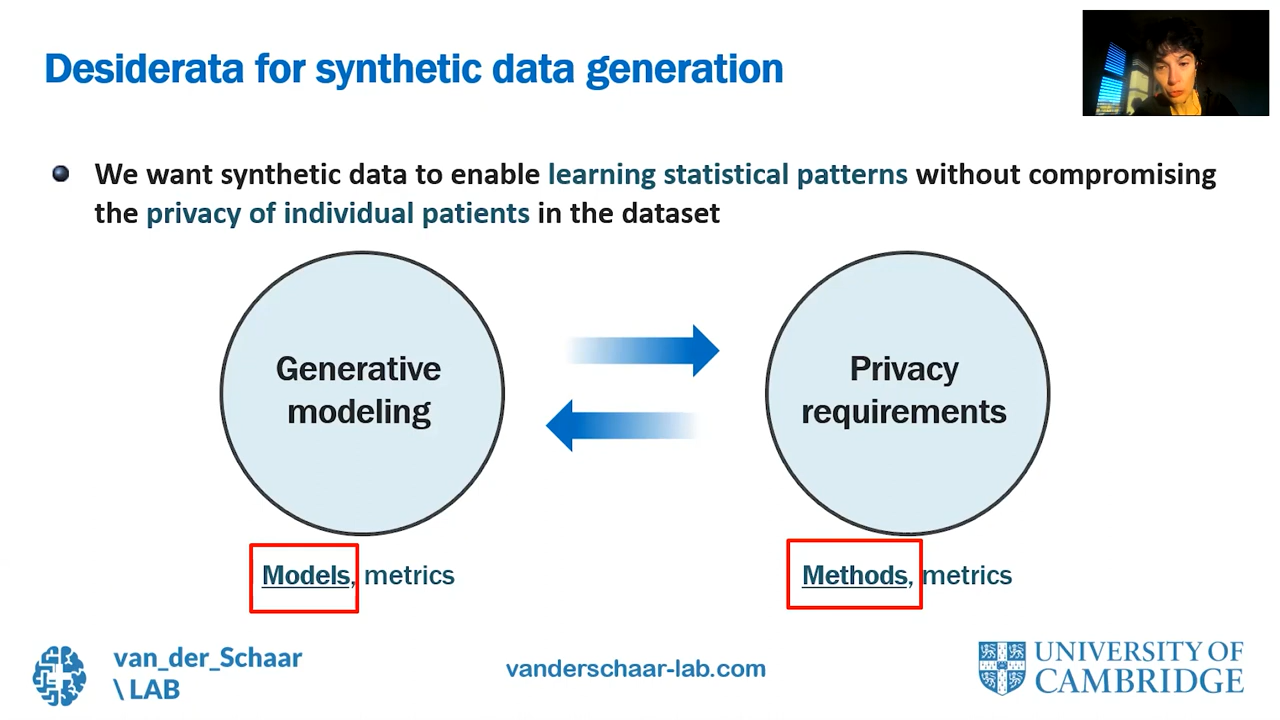 Desiderata for synthetic data generation
We want synthetic data to enable learning statistical patterns without compromising
the privacy of individual patients in the dataset
Generative
modeling
Privacy
requirements
Models, metrics
Methods, metrics
van_der_Schaar
\ LAB
vanderschaar-lab.com
UNIVERSITY OF
CAMBRIDGE